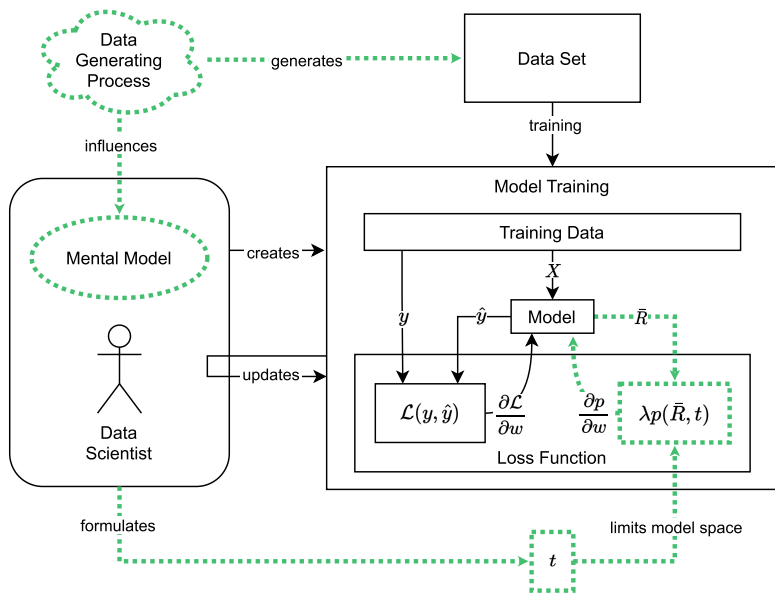 Data
Generating
Process
generates
Data Set
influences
training
Model Training
Mental Model
creates
Training Data
X
y
ŷ
Model
R̄
updates
ℒ(y, ŷ)
∂ℒ
∂w
∂p
∂w
λp(R̄, t)
Data
Scientist
Loss Function
formulates
limits model space
t